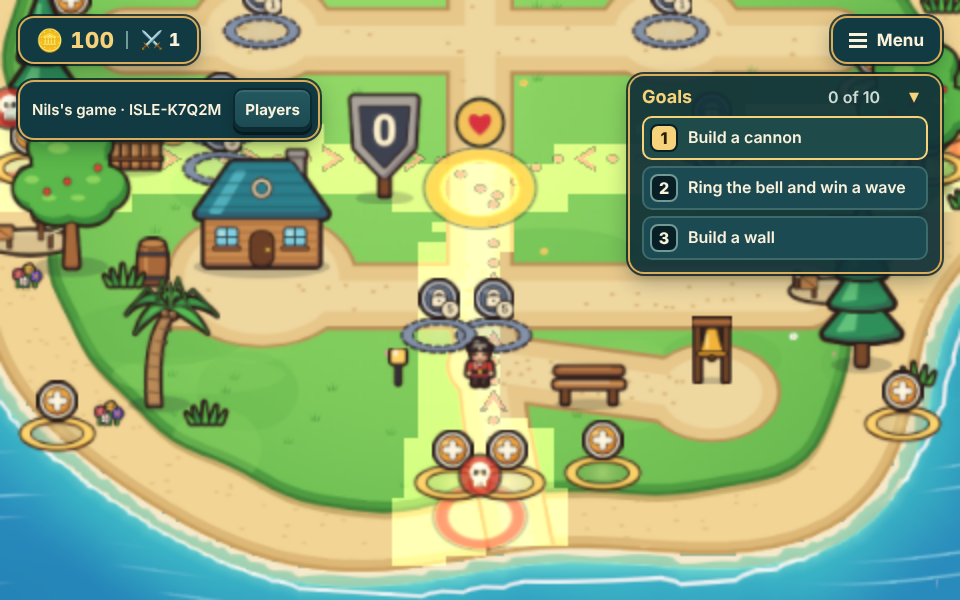 100 | 1
Menu
Nils's game · ISLE-K7Q2M
Players
Goals
0 of 10
1 Build a cannon
2 Ring the bell and win a wave
3 Build a wall
0